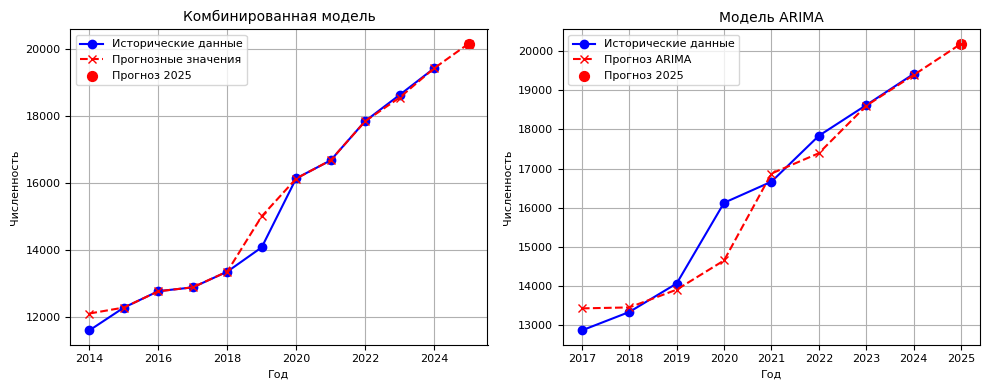 Комбинированная модель
Исторические данные
Прогнозные значения
Прогноз 2025
20000
18000
16000
14000
12000
Численность
2014
2016
2018
2020
2022
2024
Год
Модель ARIMA
Исторические данные
Прогноз ARIMA
Прогноз 2025
20000
19000
18000
17000
16000
15000
14000
13000
Численность
2017
2018
2019
2020
2021
2022
2023
2024
2025
Год